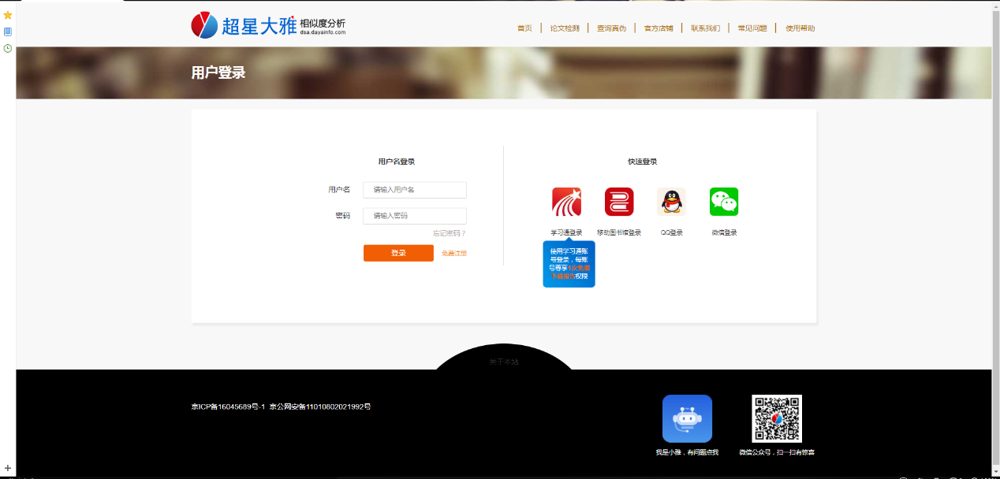 超星大雅 相似度分析
dsa.dayainfo.com
首页 | 论文检测 | 查询真伪 | 官方店铺 | 联系我们 | 常见问题 | 使用帮助
用户登录
用户名登录
用户名 请输入用户名
密码 请输入密码
忘记密码？
登录 免费注册
快速登录
学习通登录 移动图书馆登录 QQ登录 微信登录
使用学习通账
号登录，每账
号尊享1次免费
下载报告权限
关于本站
京ICP备16045689号-1 京公网安备11010802021992号
我是小雅，有问题点我 微信公众号，扫一扫有惊喜